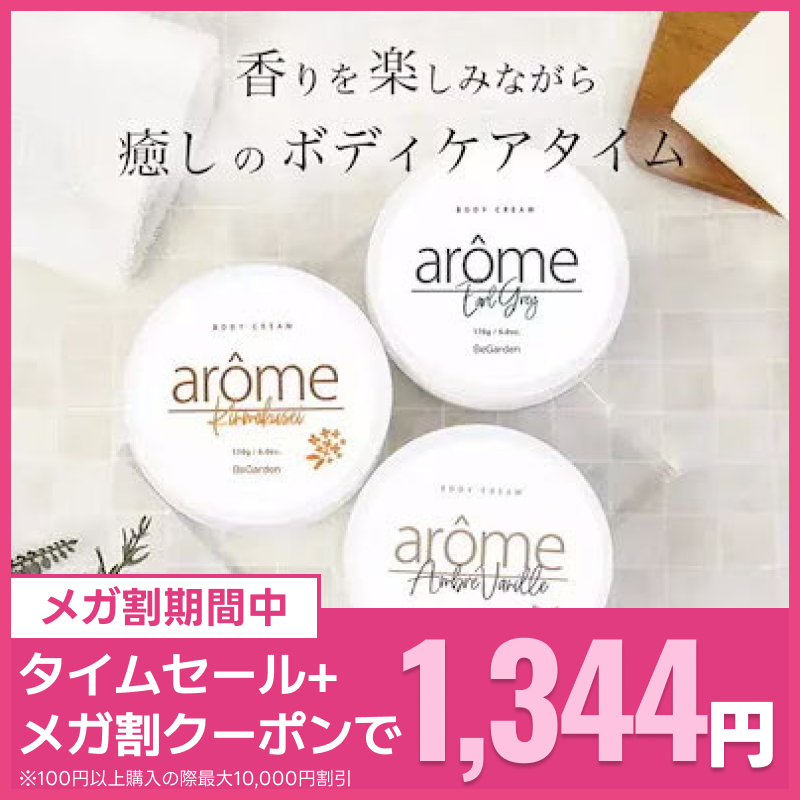 香りを楽しみながら
癒しのボディケアタイム
BODY CREAM
arôme
Earl Grey
BeGarden
BODY CREAM
arôme
Kinmokusei
BeGarden
BODY CREAM
arôme
Ambre Vanille
メガ割期間中
タイムセール+
メガ割クーポンで
1,344円
※100円以上購入の際最大10,000円割引